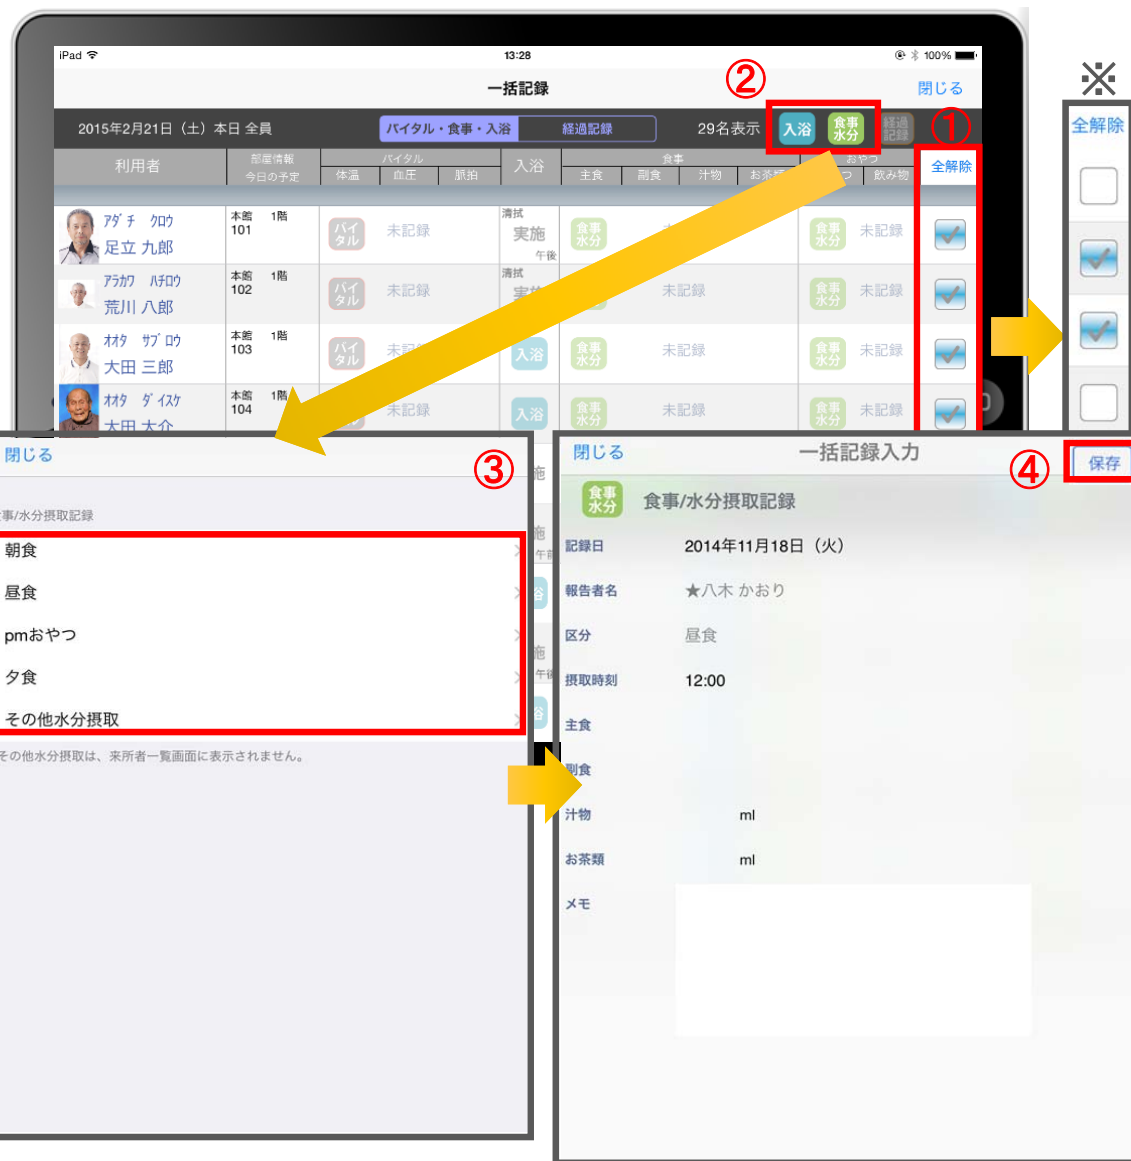 iPad 13:28 100%
一括記録 ② 閉じる ※
2015年2月21日（土）本日 全員 バイタル・食事・入浴 経過記録 29名表示 入浴 食事水分 経過記録 ① 全解除
利用者 部屋情報 バイタル 入浴 食事 おやつ 全解除
今日の予定 体温 血圧 脈拍 主食 副食 汁物 飲み物
ｱﾀﾞﾁ ｸﾛｳ 本館 1階 清拭
足立 九郎 101 バイタル 未記録 実施 食事水分 食事水分 未記録
午後
ｱﾗｶﾜ ﾊﾁﾛｳ 本館 1階 清拭
荒川 八郎 102 バイタル 未記録 未記録 食事水分 未記録
ｵｵﾀ ｻﾌﾞﾛｳ 本館 1階
大田 三郎 103 バイタル 入浴 食事水分 未記録 食事水分 未記録
ｵｵﾀ ﾀﾞｲｽｹ 本館 1階
大田 大介 104 未記録 入浴 食事水分 未記録 食事水分 未記録
閉じる ③
事/水分摂取記録
朝食
昼食
pmおやつ
夕食
その他水分摂取
その他水分摂取は、来所者一覧画面に表示されません。
閉じる 一括記録入力 ④ 保存
食事水分 食事/水分摂取記録
記録日 2014年11月18日（火）
報告者名 ★八木 かおり
区分 昼食
摂取時刻 12:00
主食
副食
汁物 ml
お茶類 ml
メモ